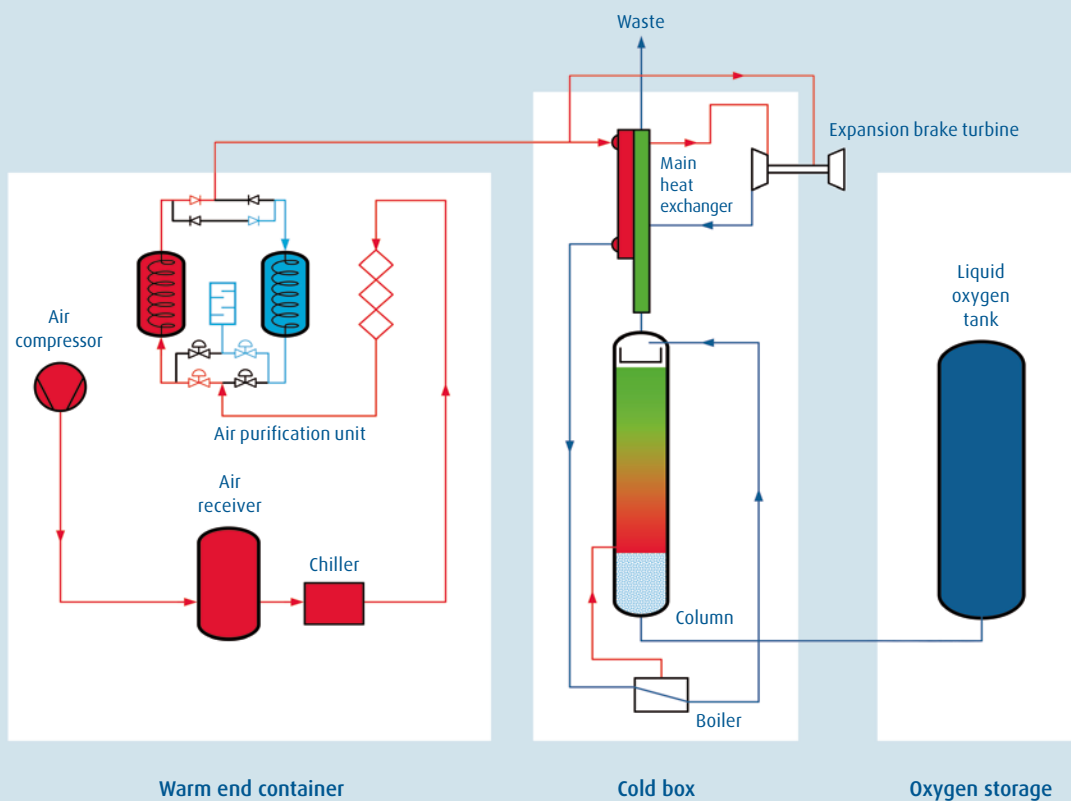 Waste
Expansion brake turbine
Main
heat
exchanger
Air
compressor
Air purification unit
Air
receiver
Chiller
Liquid
oxygen
tank
Column
Boiler
Warm end container
Cold box
Oxygen storage